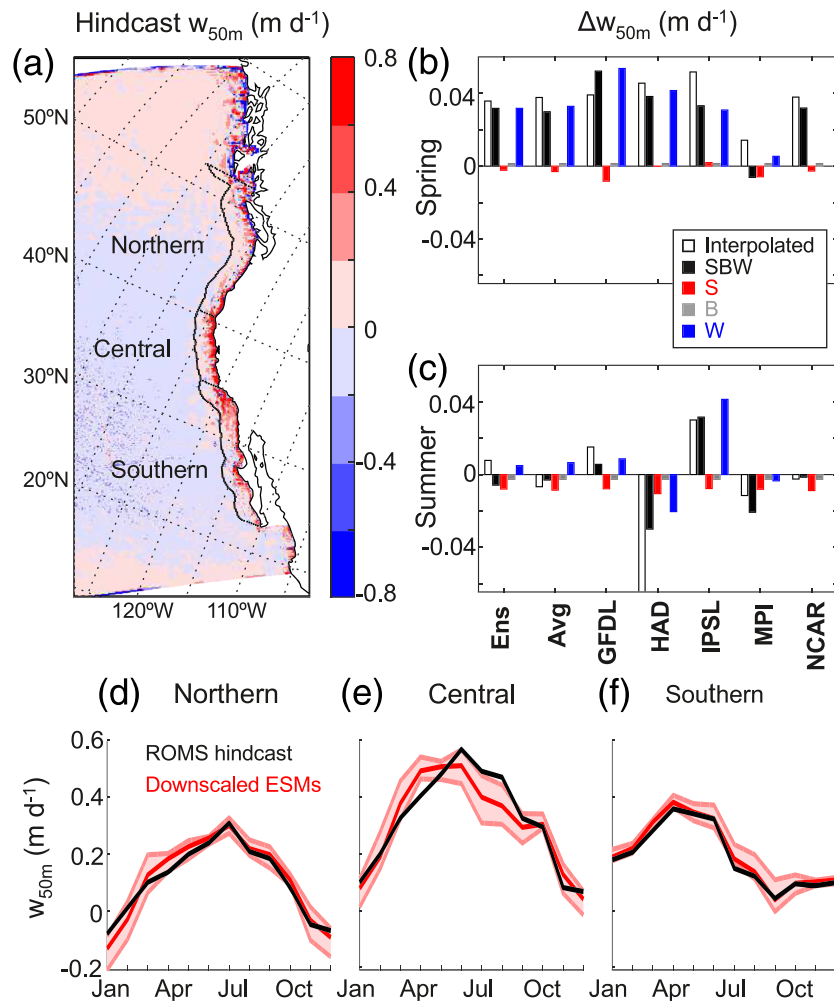 Hindcast w50m (m d-1)
Δw50m (m d-1)
(a)
50ºN
40ºN
30ºN
20ºN
Northern
Central
Southern
120ºW
110ºW
0.8
0.4
0
-0.4
-0.8
(b)
Spring
0.04
0
-0.04
Interpolated
SBW
S
B
W
(c)
Summer
0.04
0
-0.04
Ens
Avg
GFDL
HAD
IPSL
MPI
NCAR
(d)
Northern
(e)
Central
(f)
Southern
ROMS hindcast
Downscaled ESMs
w50m (m d-1)
0.6
0.4
0.2
0
-0.2
Jan
Apr
Jul
Oct
Jan
Apr
Jul
Oct
Jan
Apr
Jul
Oct